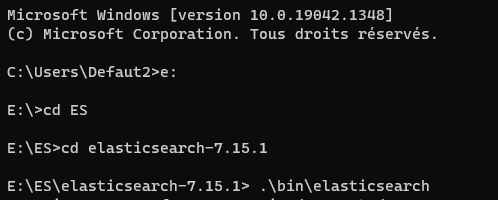 Microsoft Windows [version 10.0.19042.1348]
(c) Microsoft Corporation. Tous droits réservés.
C:\Users\Defaut2>e:
E:\>cd ES
E:\ES>cd elasticsearch-7.15.1
E:\ES\elasticsearch-7.15.1> .\bin\elasticsearch